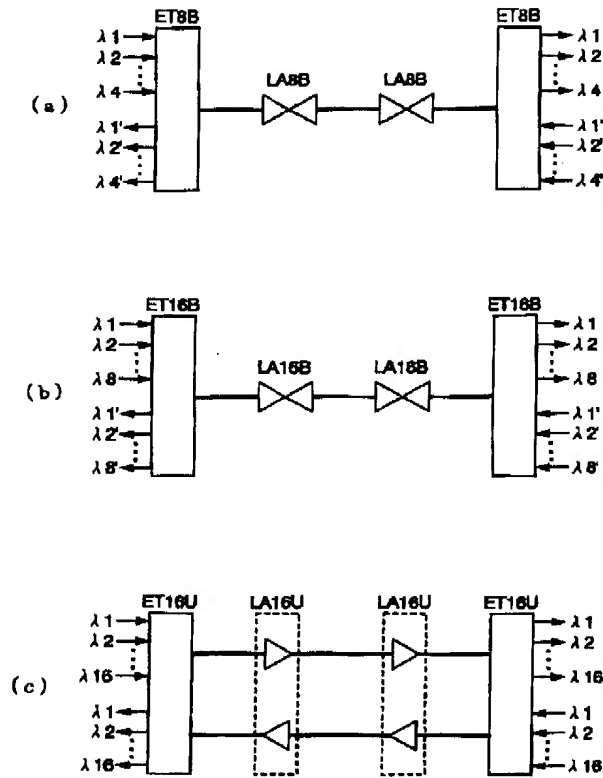 ET8B ET8B
λ1 λ1
λ2 λ2
LA8B LA8B
(a) λ4 λ4
λ1' λ1'
λ2' λ2'
λ4' λ4'
ET16B ET16B
λ1 λ1
λ2 λ2
LA16B LA16B
λ8 λ8
(b)
λ1' λ1'
λ2' λ2'
λ8' λ8'
ET16U LA16U LA16U ET16U
λ1 λ1
λ2 λ2
λ16 λ16
(c)
λ1 λ1
λ2 λ2
λ16 λ16